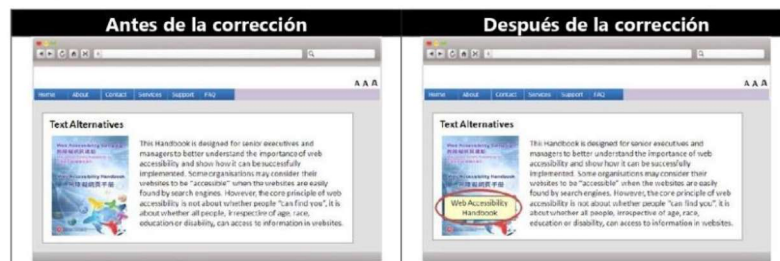 Antes de la corrección
Después de la corrección
A A A
Home About Contact Services Support FAQ
Text Alternatives
Web Accessibility Handbook
This Handbook is designed for senior executives and
managers to better understand the importance of web
accessibility and show how it can be successfully
implemented. Some organisations may consider their
websites to be "accessible" when the websites are easily
found by search engines. However, the core principle of web
accessibility is not about whether people "can find you", it is
about whether all people, irrespective of age, race,
education or disability, can access to information in websites.
A A A
Home About Contact Services Support FAQ
Text Alternatives
Web Accessibility
Handbook
This Handbook is designed for senior executives and
managers to better understand the importance of web
accessibility and show how it can be successfully
implemented. Some organisations may consider their
websites to be "accessible" when the websites are easily
found by search engines. However, the core principle of web
accessibility is not about whether people "can find you", it is
about whether all people, irrespective of age, race,
education or disability, can access to information in websites.